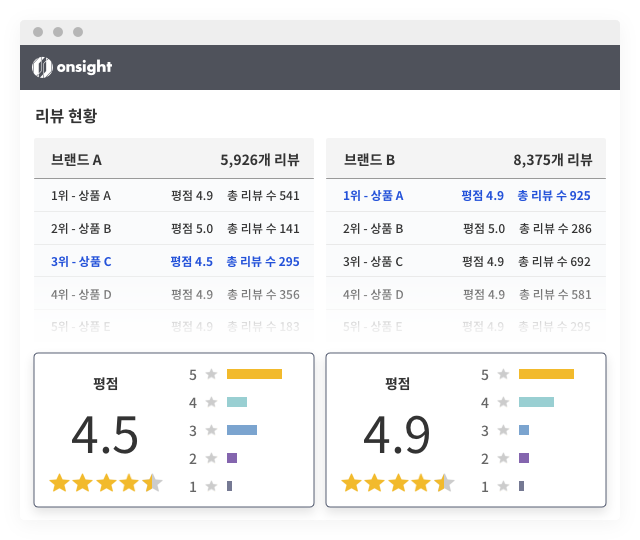 onsight
리뷰 현황
브랜드 A 5,926개 리뷰
1위 - 상품 A 평점 4.9 총 리뷰 수 541
2위 - 상품 B 평점 5.0 총 리뷰 수 141
3위 - 상품 C 평점 4.5 총 리뷰 수 295
4위 - 상품 D 평점 4.9 총 리뷰 수 356
5위 - 상품 E 평점 4.9 총 리뷰 수 183
브랜드 B 8,375개 리뷰
1위 - 상품 A 평점 4.9 총 리뷰 수 925
2위 - 상품 B 평점 5.0 총 리뷰 수 286
3위 - 상품 C 평점 4.9 총 리뷰 수 692
4위 - 상품 D 평점 4.9 총 리뷰 수 581
5위 - 상품 E 평점 4.9 총 리뷰 수 295
평점
4.5
5
4
3
2
1
평점
4.9
5
4
3
2
1